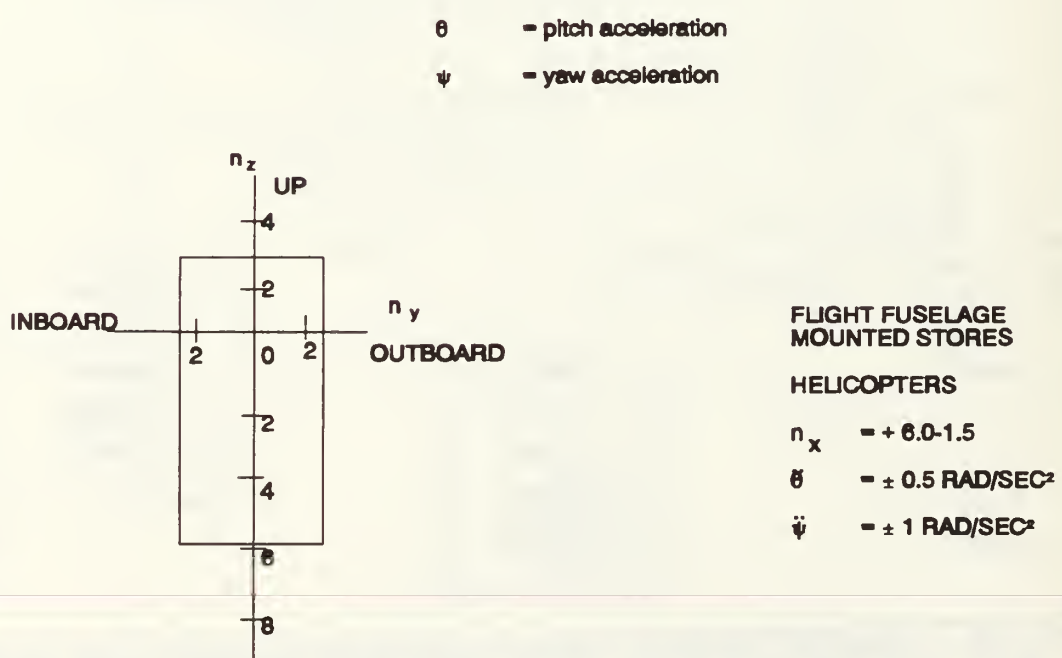 θ = pitch acceleration
ψ = yaw acceleration
n z
UP
4
2
INBOARD
n y
2
0
2
OUTBOARD
2
4
6
8
FLIGHT FUSELAGE
MOUNTED STORES
HELICOPTERS
n x = + 6.0-1.5
θ̈ = ± 0.5 RAD/SEC²
ψ̈ = ± 1 RAD/SEC²